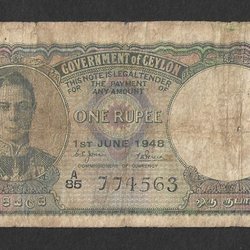 GOVERNMENT OF CEYLON
THIS NOTE IS LEGAL TENDER
FOR THE PAYMENT OF
ANY AMOUNT
ONE RUPEE
1ST JUNE 1948
COMMISSIONERS OF CURRENCY
A/85 774563